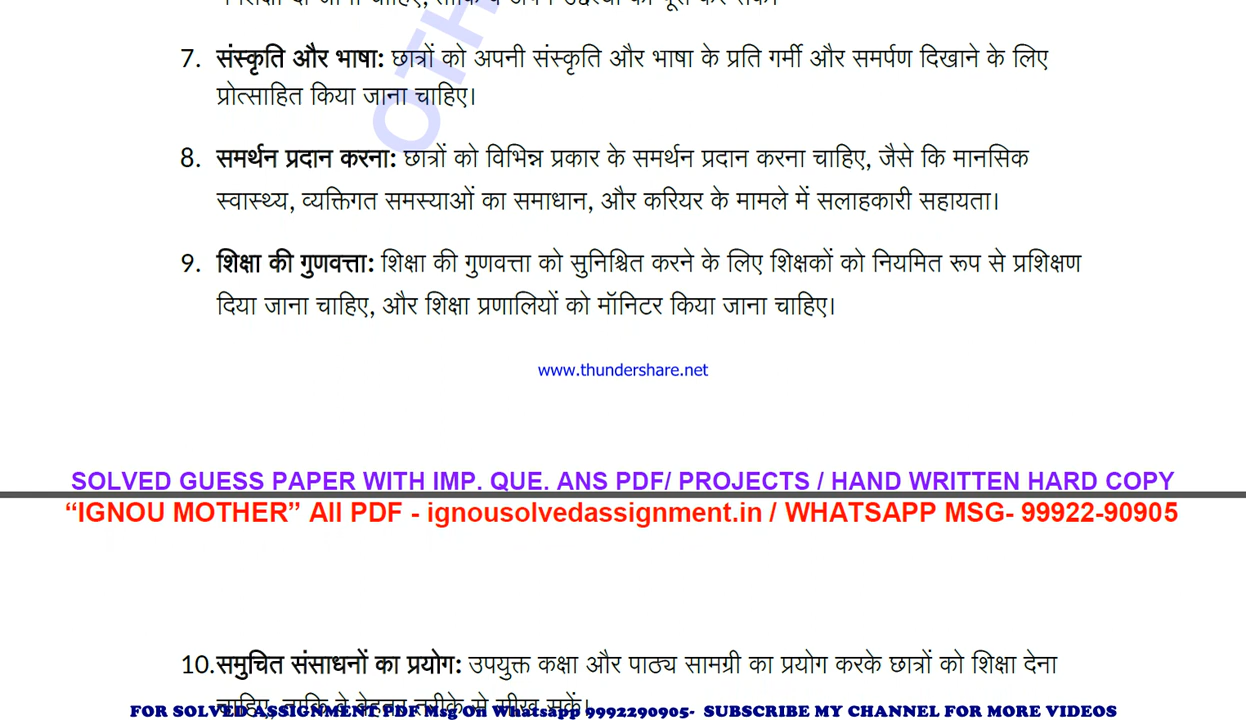 7. संस्कृति और भाषा: छात्रों को अपनी संस्कृति और भाषा के प्रति गर्मी और समर्पण दिखाने के लिए
प्रोत्साहित किया जाना चाहिए।
8. समर्थन प्रदान करना: छात्रों को विभिन्न प्रकार के समर्थन प्रदान करना चाहिए, जैसे कि मानसिक
स्वास्थ्य, व्यक्तिगत समस्याओं का समाधान, और करियर के मामले में सलाहकारी सहायता।
9. शिक्षा की गुणवत्ता: शिक्षा की गुणवत्ता को सुनिश्चित करने के लिए शिक्षकों को नियमित रूप से प्रशिक्षण
दिया जाना चाहिए, और शिक्षा प्रणालियों को मॉनिटर किया जाना चाहिए।
www.thundershare.net
SOLVED GUESS PAPER WITH IMP. QUE. ANS PDF/ PROJECTS / HAND WRITTEN HARD COPY
“IGNOU MOTHER” All PDF - ignousolvedassignment.in / WHATSAPP MSG- 99922-90905
10.समुचित संसाधनों का प्रयोग: उपयुक्त कक्षा और पाठ्य सामग्री का प्रयोग करके छात्रों को शिक्षा देना
चाहिए, ताकि वे बेहतर तरीके से सीख सकें।
FOR SOLVED ASSIGNMENT PDF Msg On Whatsapp 9992290905- SUBSCRIBE MY CHANNEL FOR MORE VIDEOS